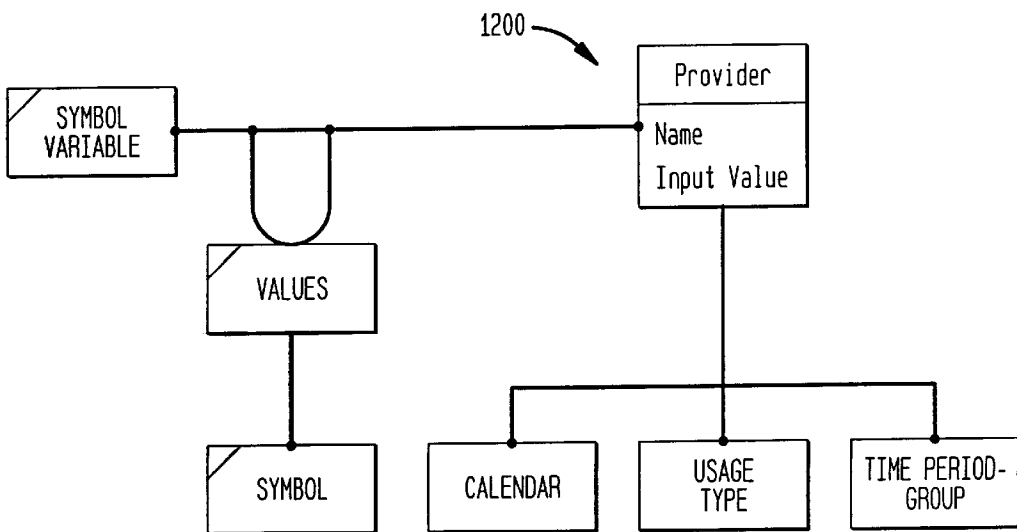 1200
Provider
Name
Input Value
SYMBOL
VARIABLE
VALUES
SYMBOL
CALENDAR
USAGE
TYPE
TIME PERIOD-
GROUP